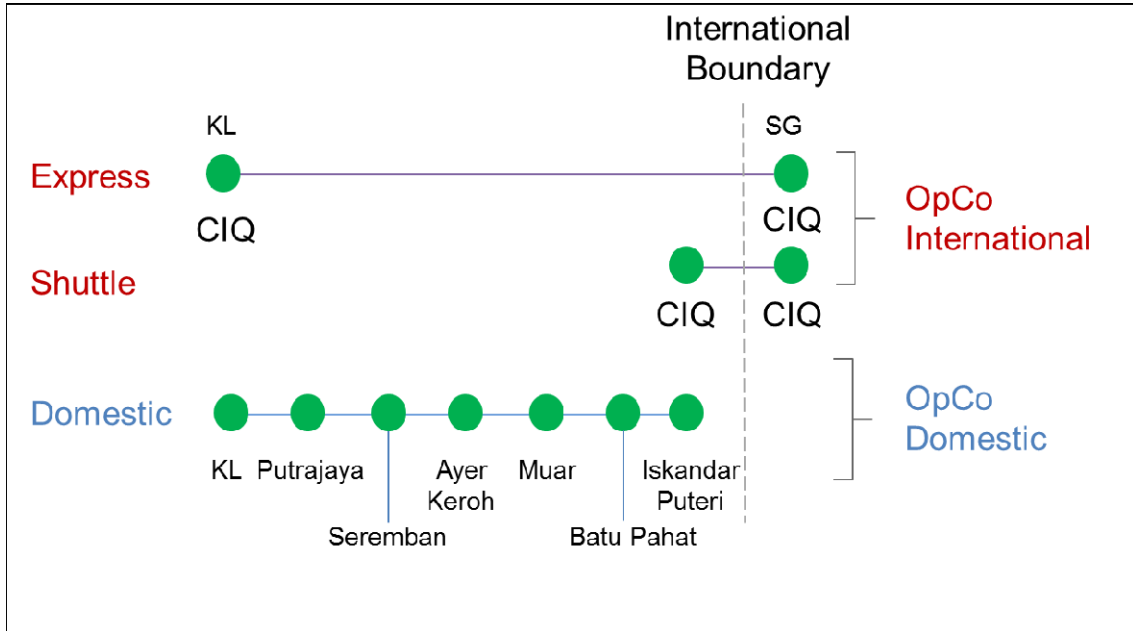 International
Boundary
KL
SG
Express
CIQ
CIQ
OpCo
International
Shuttle
CIQ
CIQ
Domestic
OpCo
Domestic
KL
Putrajaya
Ayer
Keroh
Muar
Iskandar
Puteri
Seremban
Batu Pahat